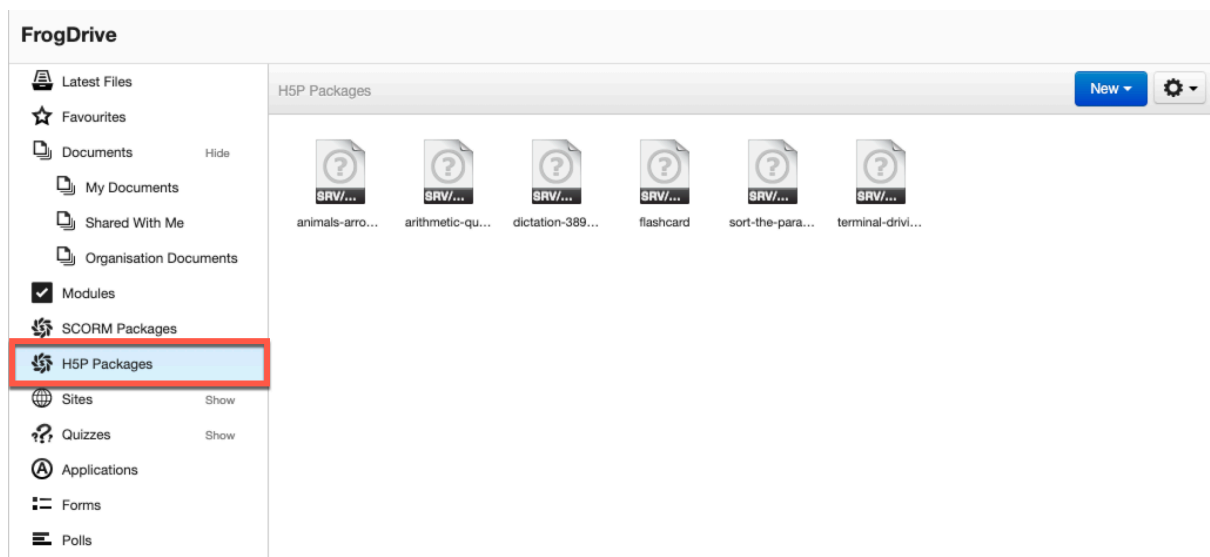 FrogDrive
Latest Files
Favourites
Documents Hide
My Documents
Shared With Me
Organisation Documents
Modules
SCORM Packages
H5P Packages
Sites Show
Quizzes Show
Applications
Forms
Polls
H5P Packages
New
SRV/... SRV/... SRV/... SRV/... SRV/... SRV/...
animals-arro... arithmetic-qu... dictation-389... flashcard sort-the-para... terminal-drivi...